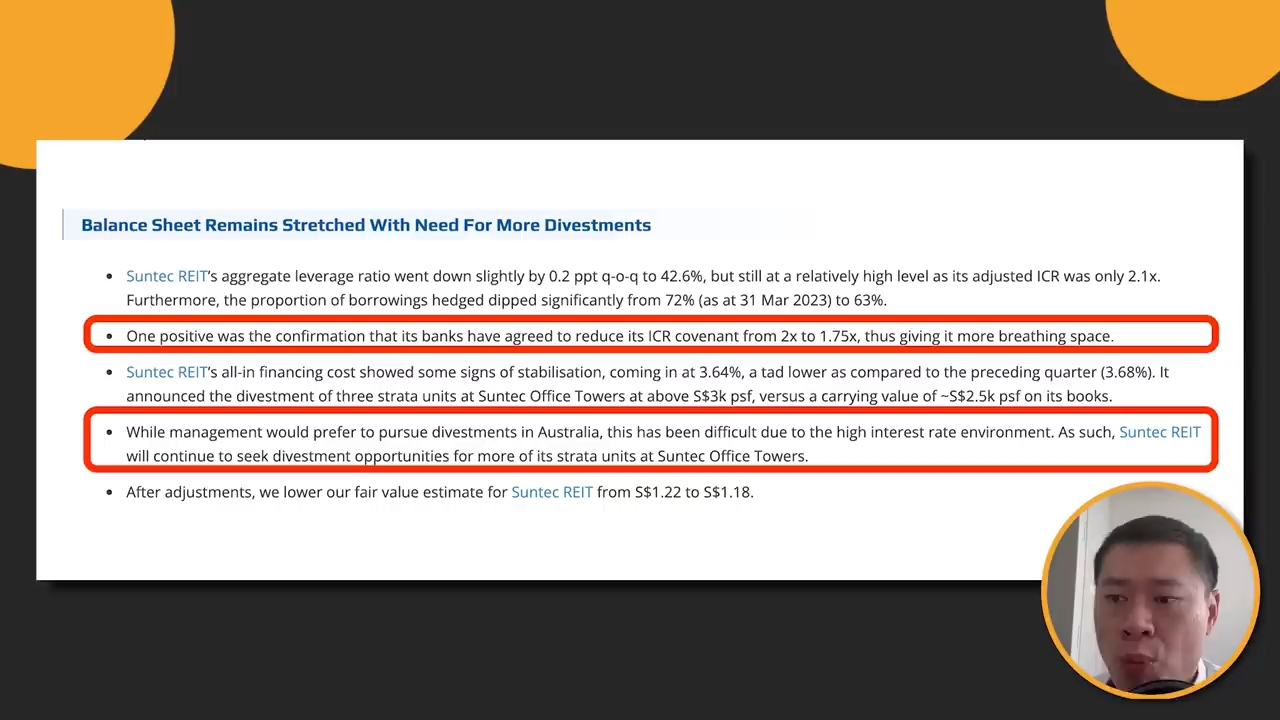 Balance Sheet Remains Stretched With Need For More Divestments
Suntec REIT's aggregate leverage ratio went down slightly by 0.2 ppt q-o-q to 42.6%, but still at a relatively high level as its adjusted ICR was only 2.1x.
Furthermore, the proportion of borrowings hedged dipped significantly from 72% (as at 31 Mar 2023) to 63%.
One positive was the confirmation that its banks have agreed to reduce its ICR covenant from 2x to 1.75x, thus giving it more breathing space.
Suntec REIT's all-in financing cost showed some signs of stabilisation, coming in at 3.64%, a tad lower as compared to the preceding quarter (3.68%). It
announced the divestment of three strata units at Suntec Office Towers at above S$3k psf, versus a carrying value of ~S$2.5k psf on its books.
While management would prefer to pursue divestments in Australia, this has been difficult due to the high interest rate environment. As such, Suntec REIT
will continue to seek divestment opportunities for more of its strata units at Suntec Office Towers.
After adjustments, we lower our fair value estimate for Suntec REIT from S$1.22 to S$1.18.